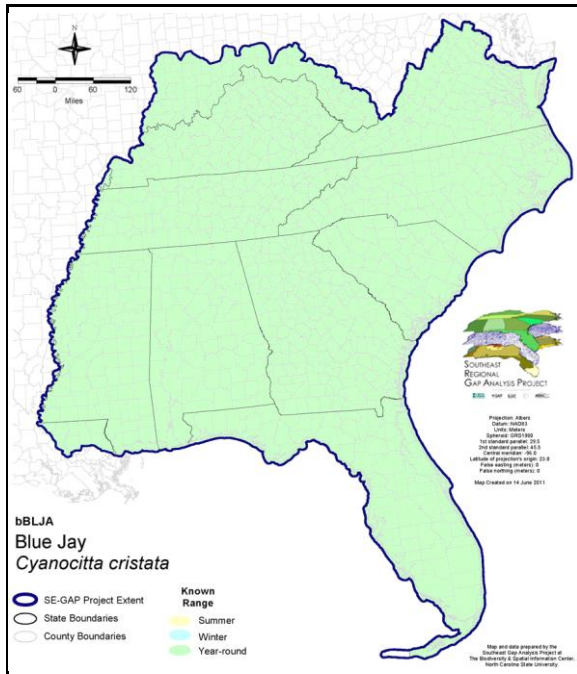 N
60 0 60 120
Miles
SOUTHEAST
REGIONAL
GAP ANALYSIS PROJECT
Projection: Albers
Datum: NAD83
Units: Meters
Spheroid: GRS1980
1st standard parallel: 29.5
2nd standard parallel: 45.5
Central meridian: -96.0
Latitude of projection's origin: 23.0
False easting (meters): 0
False northing (meters): 0
Map Created on 14 June 2011
bBLJA
Blue Jay
Cyanocitta cristata
SE-GAP Project Extent
State Boundaries
County Boundaries
Known
Range
Summer
Winter
Year-round
Map and data prepared by the
Southeast Gap Analysis Project at
The Biodiversity & Spatial Information Center,
North Carolina State University.